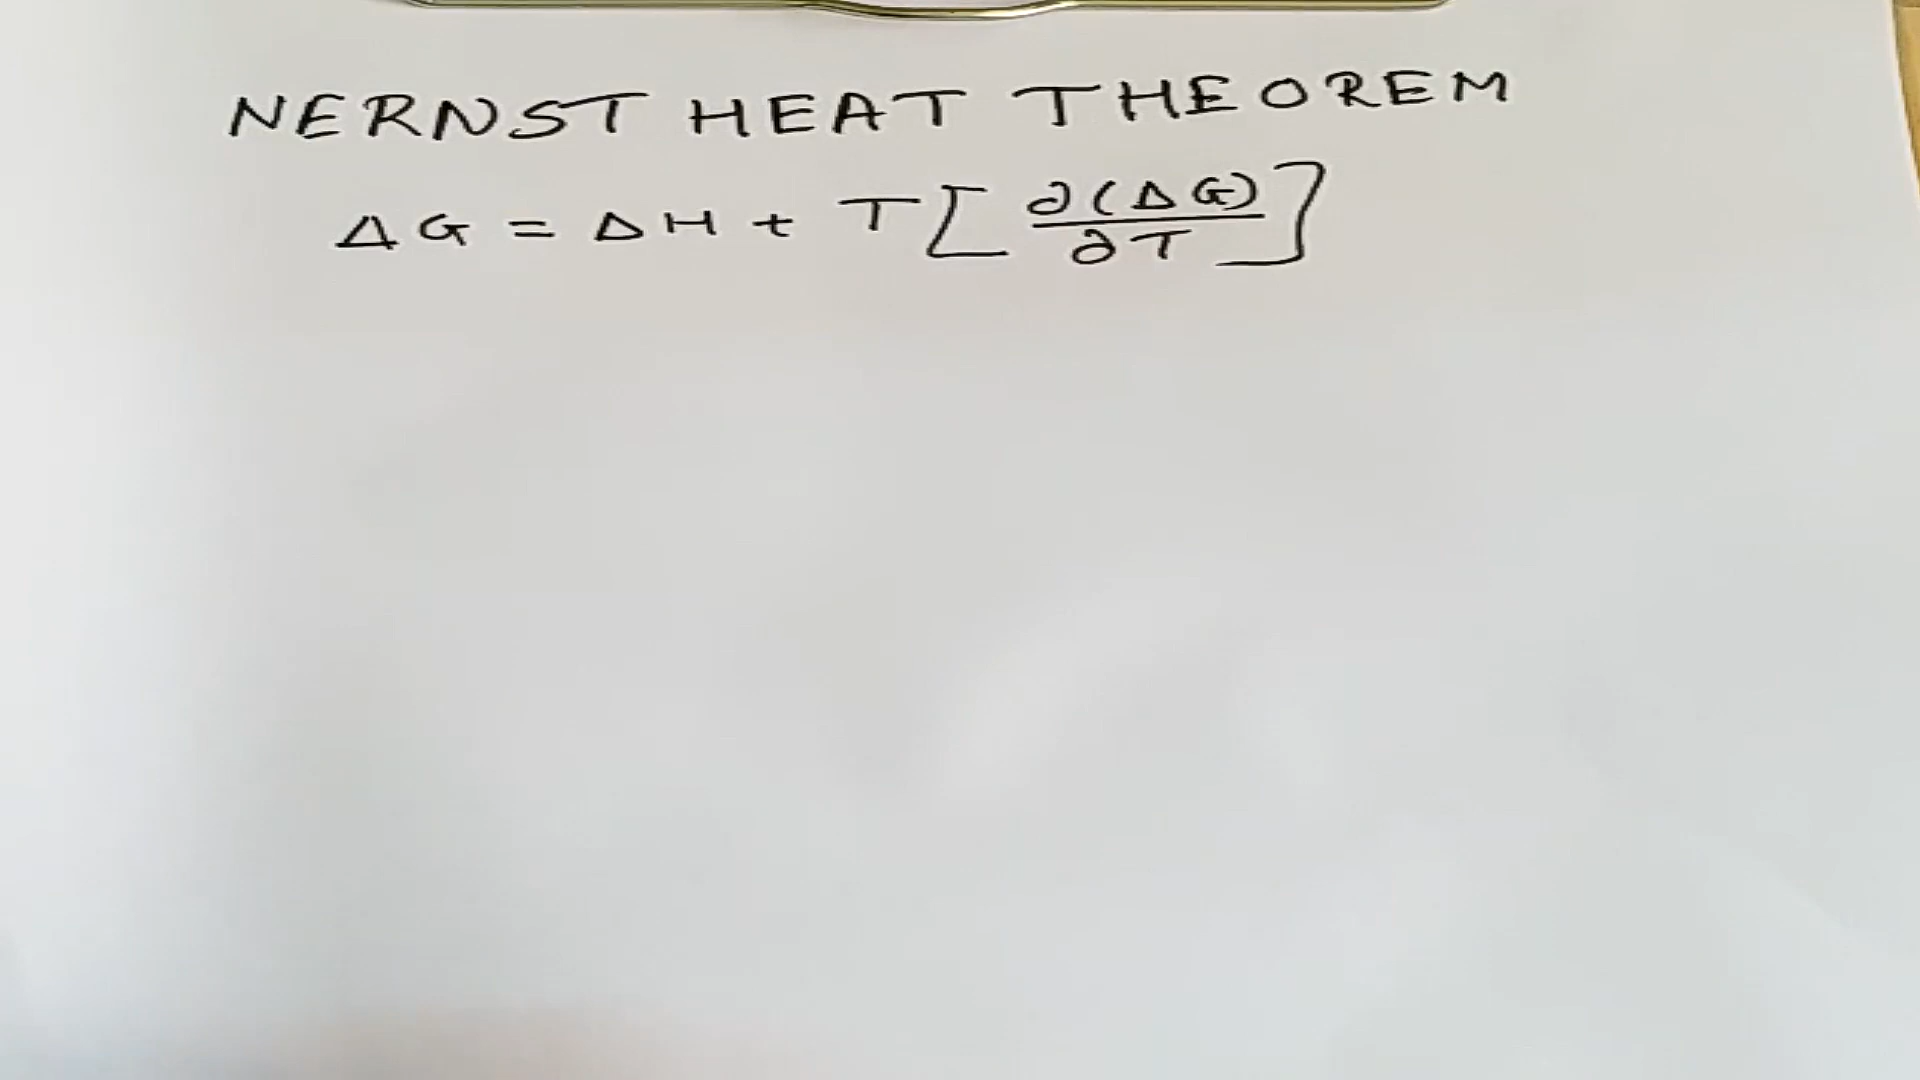 NERNST HEAT THEOREM
ΔG = ΔH + T[∂(ΔG)/∂T]